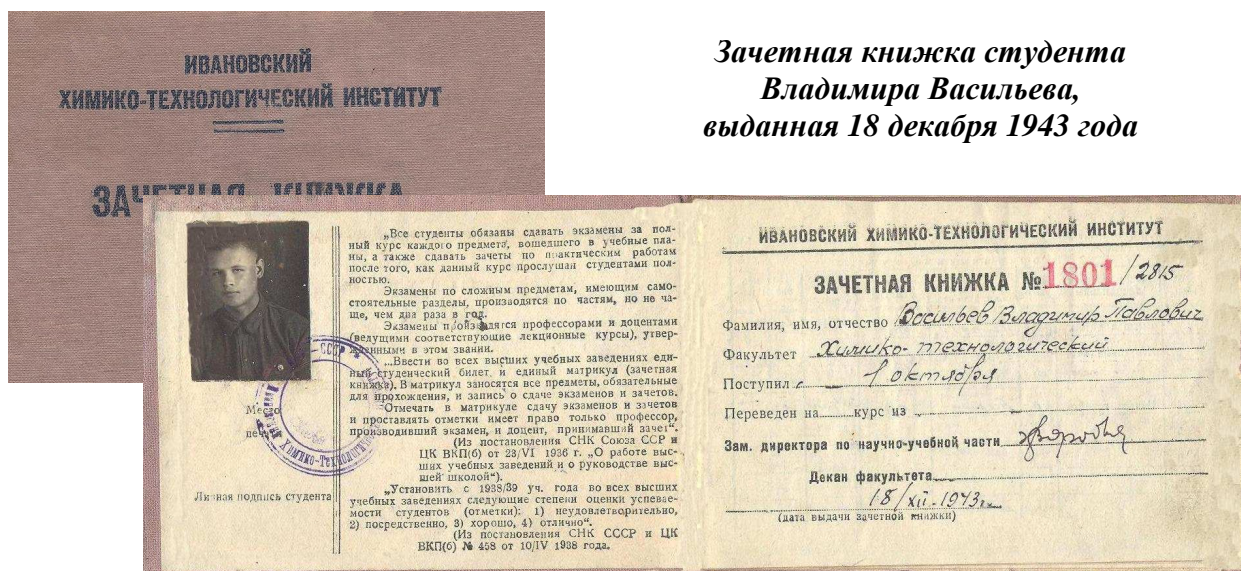 ИВАНОВСКИЙ
ХИМИКО-ТЕХНОЛОГИЧЕСКИЙ ИНСТИТУТ
ЗАЧЕТНАЯ КНИЖКА
Зачетная книжка студента
Владимира Васильева,
выданная 18 декабря 1943 года
„Все студенты обязаны сдавать экзамены за пол-
ный курс каждого предмета, вошедшего в учебные пла-
ны, а также сдавать зачеты по практическим работам
после того, как данный курс прослушан студентами пол-
ностью.
Экзамены по сложным предметам, имеющим само-
стоятельные разделы, производятся по частям, но не ча-
ще, чем два раза в год.
Экзамены производятся профессорами и доцентами
(ведущими соответствующие лекционные курсы), утвер-
жденными в этом звании.
...Ввести во всех высших учебных заведениях еди-
ный студенческий билет и единый матрикул (зачетная
книжка). В матрикул заносятся все предметы, обязательные
для прохождения, и запись о сдаче экзаменов и зачетов.
Отмечать в матрикуле сдачу экзаменов и зачетов
и проставлять отметки имеет право только профессор,
производивший экзамен, и доцент, принимавший зачет“.
(Из постановления СНК Союза ССР и
ЦК ВКП(б) от 23/VI 1936 г. „О работе выс-
ших учебных заведений и о руководстве выс-
шей школой“).
„Установить с 1938/39 уч. года во всех высших
учебных заведениях следующие степени оценки успевае-
мости студентов (отметки): 1) неудовлетворительно,
2) посредственно, 3) хорошо, 4) отлично“.
(Из постановления СНК СССР и ЦК
ВКП(б) № 458 от 10/IV 1938 года.
Место
печ
Личная подпись студента
СССР
Химико-Технологич
ИВАНОВСКИЙ ХИМИКО-ТЕХНОЛОГИЧЕСКИЙ ИНСТИТУТ
ЗАЧЕТНАЯ КНИЖКА № 1801/2815
Фамилия, имя, отчество Васильев Владимир Павлович
Факультет Химико-технологический
Поступил 1 октября
Переведен на курс из
Зам. директора по научно-учебной части
Декан факультета
18/XII-1943г.
(дата выдачи зачетной книжки)